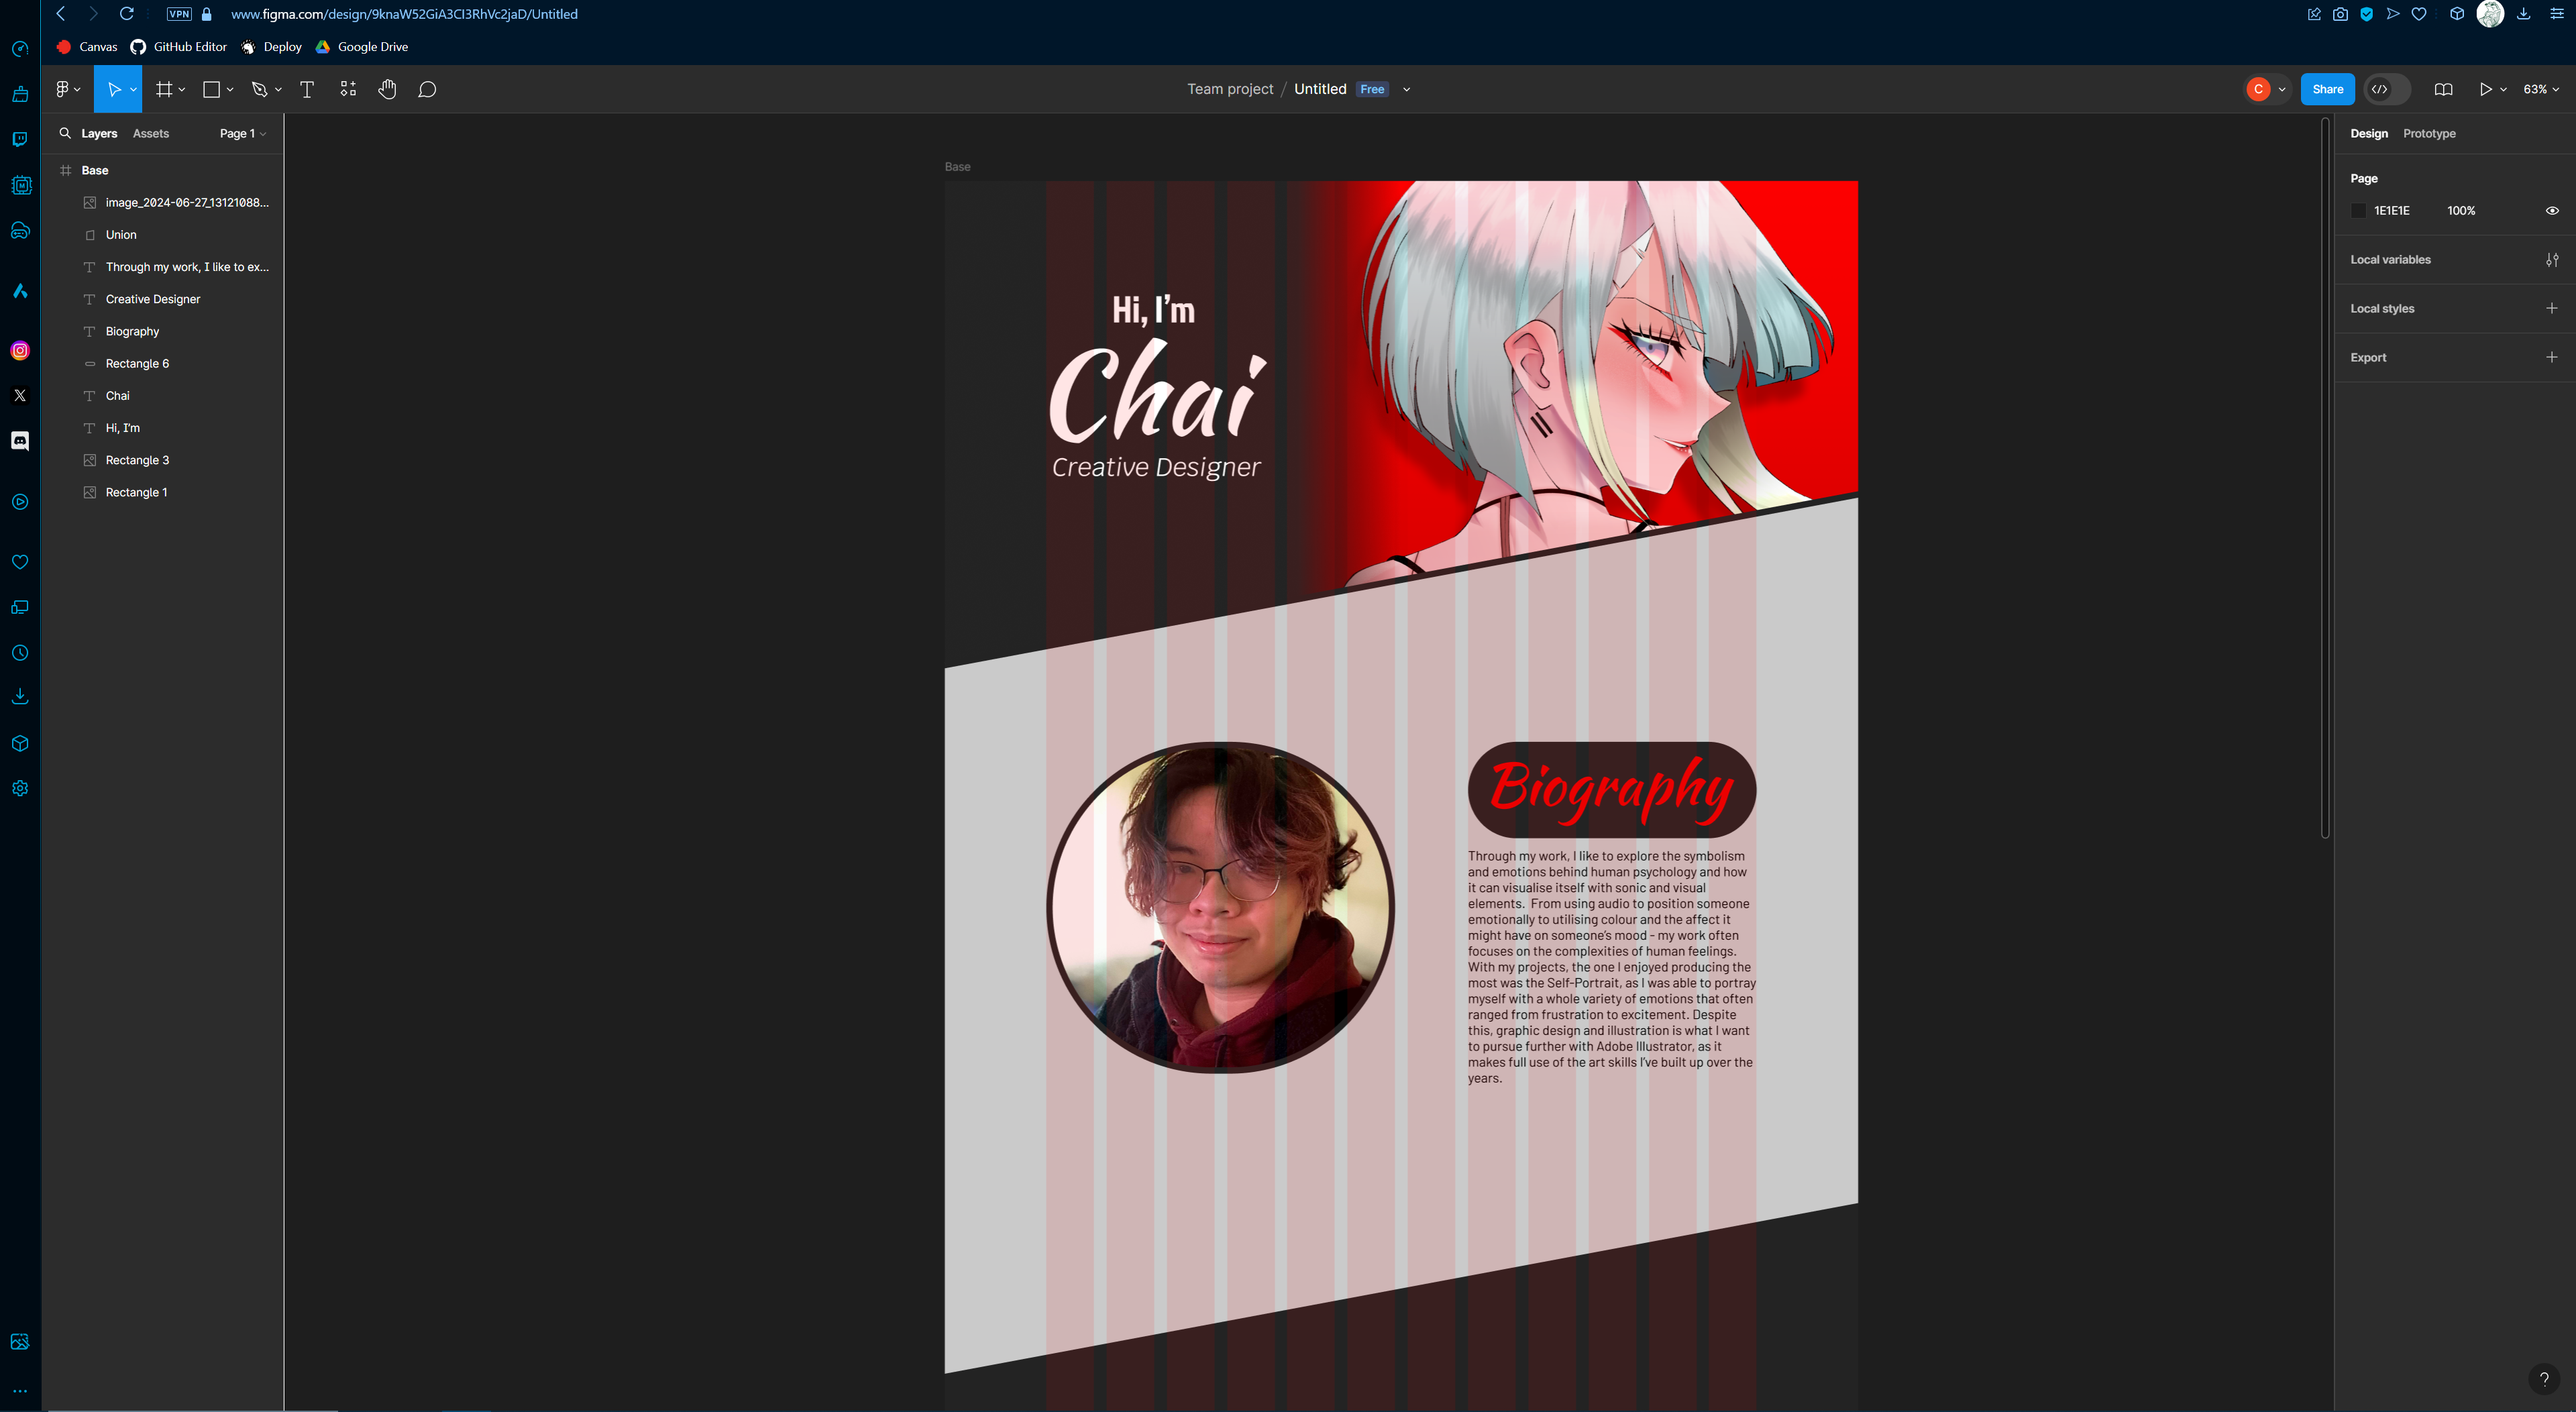 VPN
www.figma.com/design/9knaW52GiA3CI3RhVc2jaD/Untitled
Canvas
GitHub Editor
Deploy
Google Drive
Team project / Untitled
Free
C
Share
63%
Layers
Assets
Page 1
Base
image_2024-06-27_13121088...
Union
Through my work, I like to ex...
Creative Designer
Biography
Rectangle 6
Chai
Hi, I'm
Rectangle 3
Rectangle 1
Base
Hi, I’m
Chai
Creative Designer
Biography
Through my work, I like to explore the symbolism
and emotions behind human psychology and how
it can visualise itself with sonic and visual
elements.  From using audio to position someone
emotionally to utilising colour and the affect it
might have on someone’s mood - my work often
focuses on the complexities of human feelings.
With my projects, the one I enjoyed producing the
most was the Self-Portrait, as I was able to portray
myself with a whole variety of emotions that often
ranged from frustration to excitement. Despite
this, graphic design and illustration is what I want
to pursue further with Adobe Illustrator, as it
makes full use of the art skills I’ve built up over the
years.
Design
Prototype
Page
1E1E1E
100%
Local variables
Local styles
Export
?